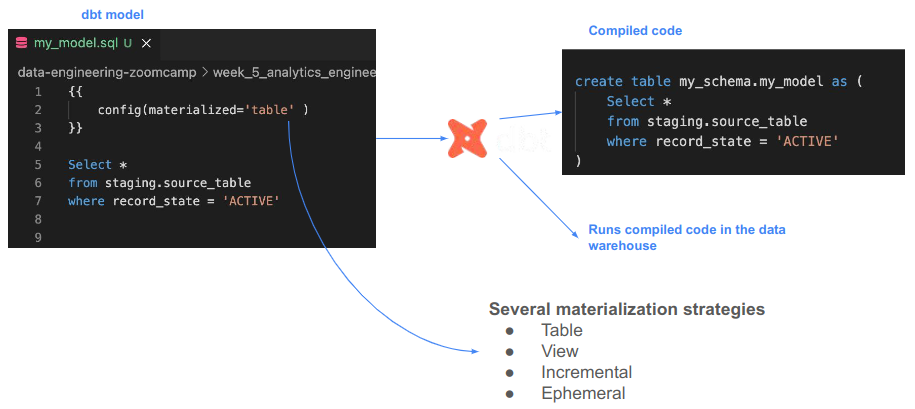 dbt model
my_model.sql U ×
data-engineering-zoomcamp > week_5_analytics_enginee
1 {{
2 config(materialized='table' )
3 }}
4
5 Select *
6 from staging.source_table
7 where record_state = 'ACTIVE'
8
9
dbt
Compiled code
create table my_schema.my_model as (
Select *
from staging.source_table
where record_state = 'ACTIVE'
)
Runs compiled code in the data
warehouse
Several materialization strategies
● Table
● View
● Incremental
● Ephemeral